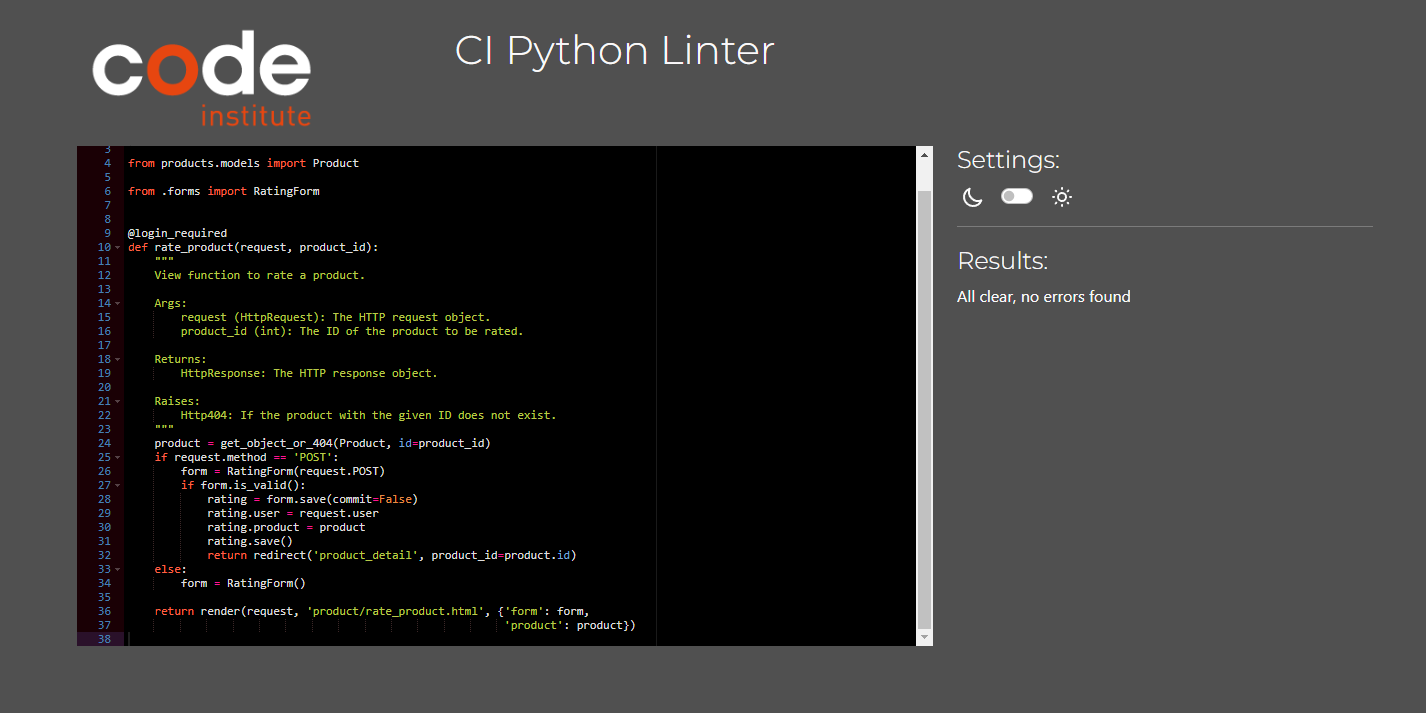 code
institute
CI Python Linter
3
4 from products.models import Product
5
6 from .forms import RatingForm
7
8
9 @login_required
10 def rate_product(request, product_id):
11 """
12 View function to rate a product.
13
14 Args:
15 request (HttpRequest): The HTTP request object.
16 product_id (int): The ID of the product to be rated.
17
18 Returns:
19 HttpResponse: The HTTP response object.
20
21 Raises:
22 Http404: If the product with the given ID does not exist.
23 """
24 product = get_object_or_404(Product, id=product_id)
25 if request.method == 'POST':
26 form = RatingForm(request.POST)
27 if form.is_valid():
28 rating = form.save(commit=False)
29 rating.user = request.user
30 rating.product = product
31 rating.save()
32 return redirect('product_detail', product_id=product.id)
33 else:
34 form = RatingForm()
35
36 return render(request, 'product/rate_product.html', {'form': form,
37 'product': product})
38
Settings:
Results:
All clear, no errors found